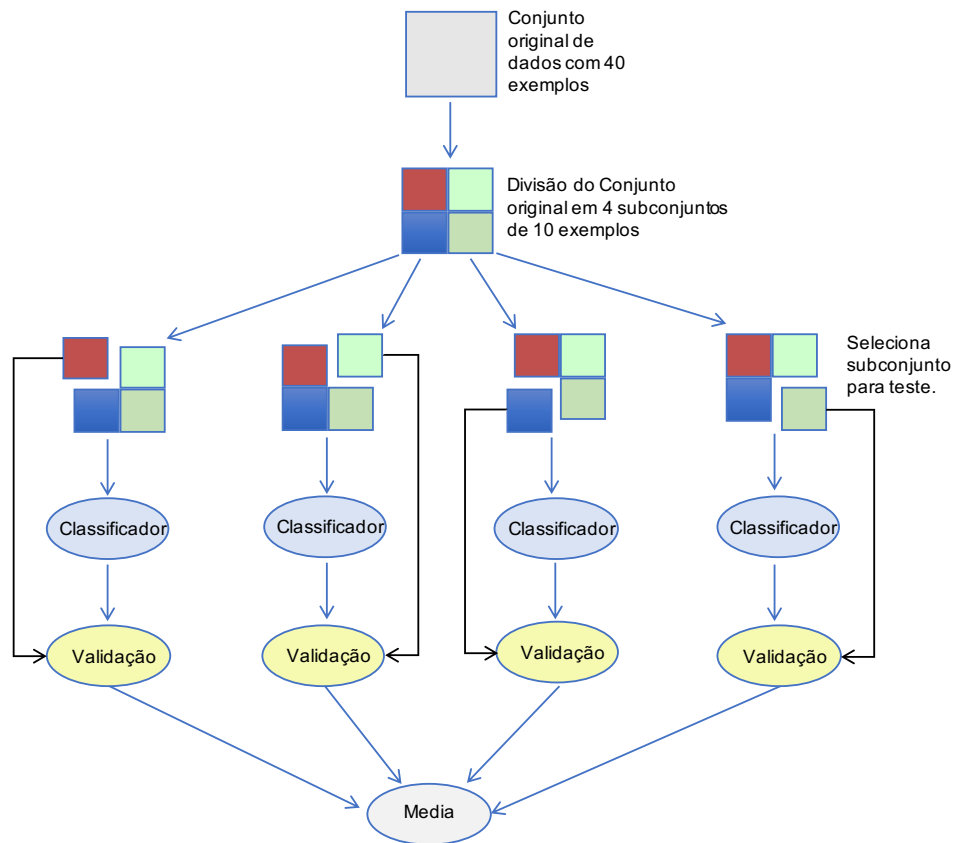 Conjunto
original de
dados com 40
exemplos
Divisão do Conjunto
original em 4 subconjuntos
de 10 exemplos
Seleciona
subconjunto
para teste.
Classificador
Classificador
Classificador
Classificador
Validação
Validação
Validação
Validação
Media